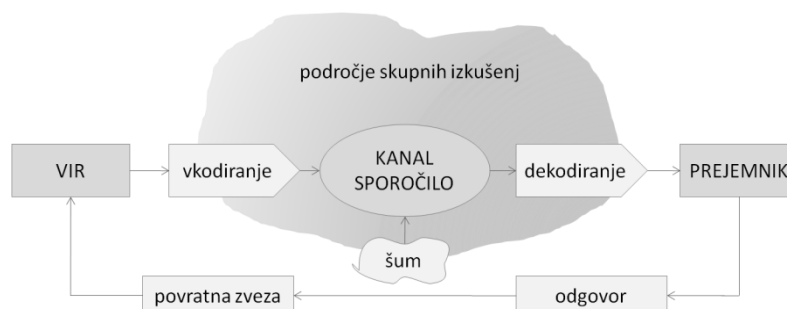 področje skupnih izkušenj
VIR
vkodiranje
KANAL
SPOROČILO
dekodiranje
PREJEMNIK
šum
povratna zveza
odgovor